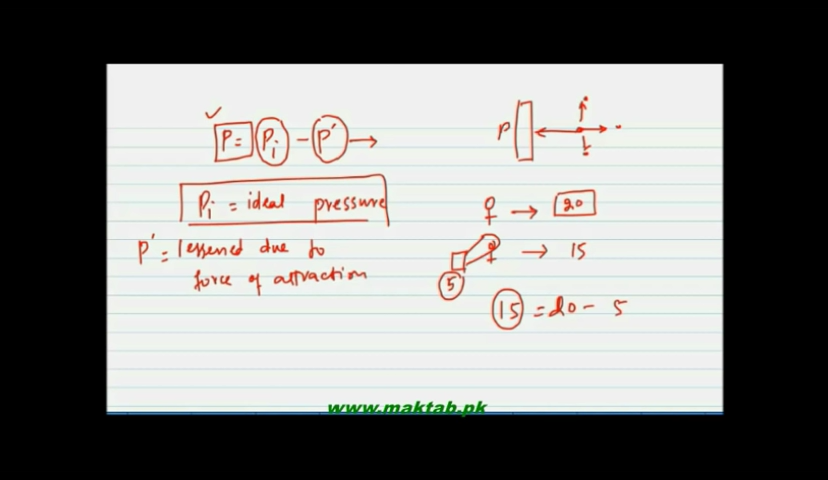 P = Pi - P' →
Pi = ideal pressure
P' = lessened due to
force of attraction
P
→ 20
→ 15
5
15 = 20 - 5
www.maktab.pk